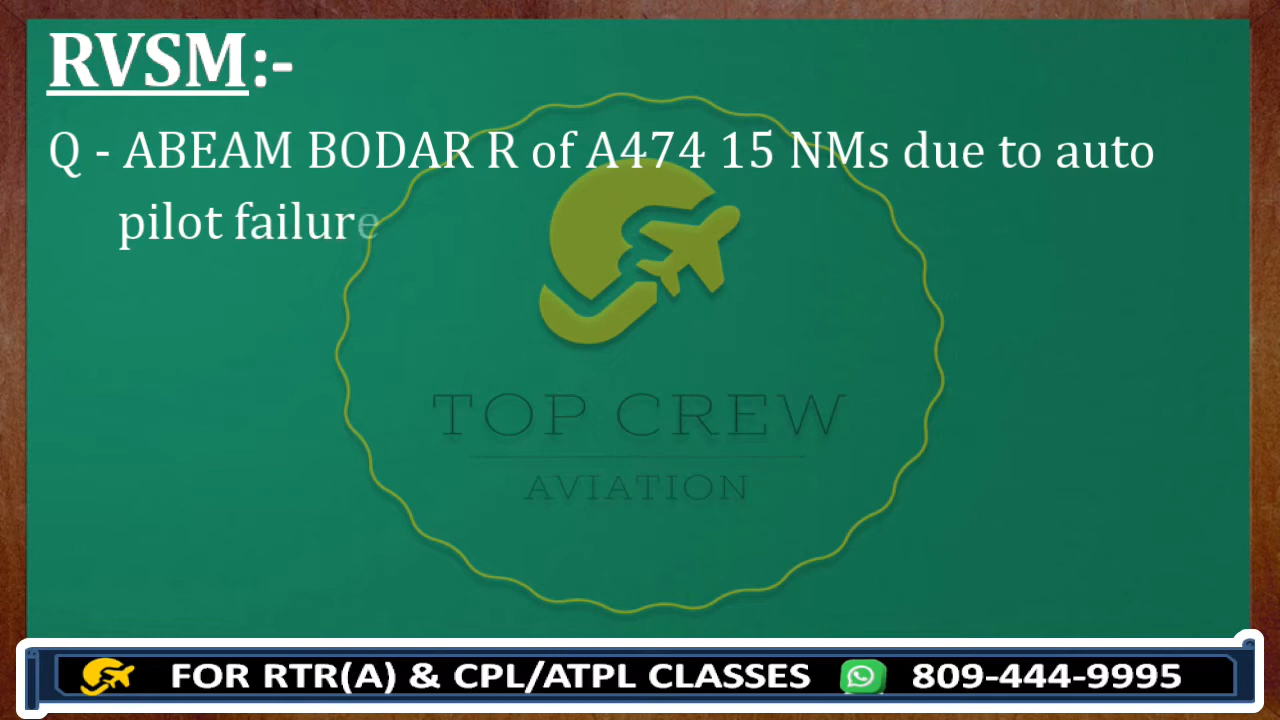 RVSM:-
Q - ABEAM BODAR R of A474 15 NMs due to auto
pilot failure
TOP CREW
AVIATION
FOR RTR(A) & CPL/ATPL CLASSES 809-444-9995